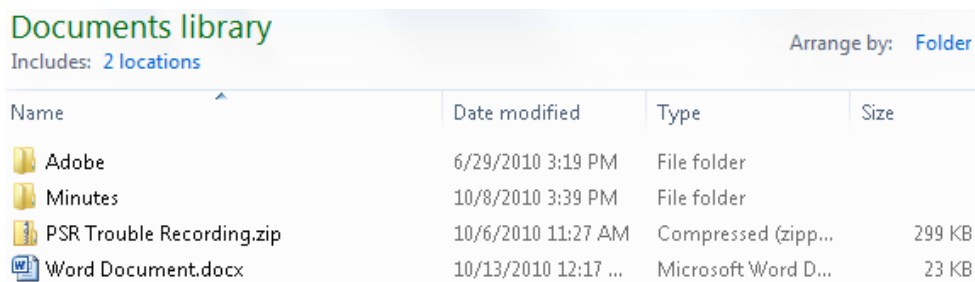 Documents library
Includes: 2 locations
Arrange by: Folder
Name Date modified Type Size
Adobe 6/29/2010 3:19 PM File folder
Minutes 10/8/2010 3:39 PM File folder
PSR Trouble Recording.zip 10/6/2010 11:27 AM Compressed (zipp... 299 KB
Word Document.docx 10/13/2010 12:17 ... Microsoft Word D... 23 KB